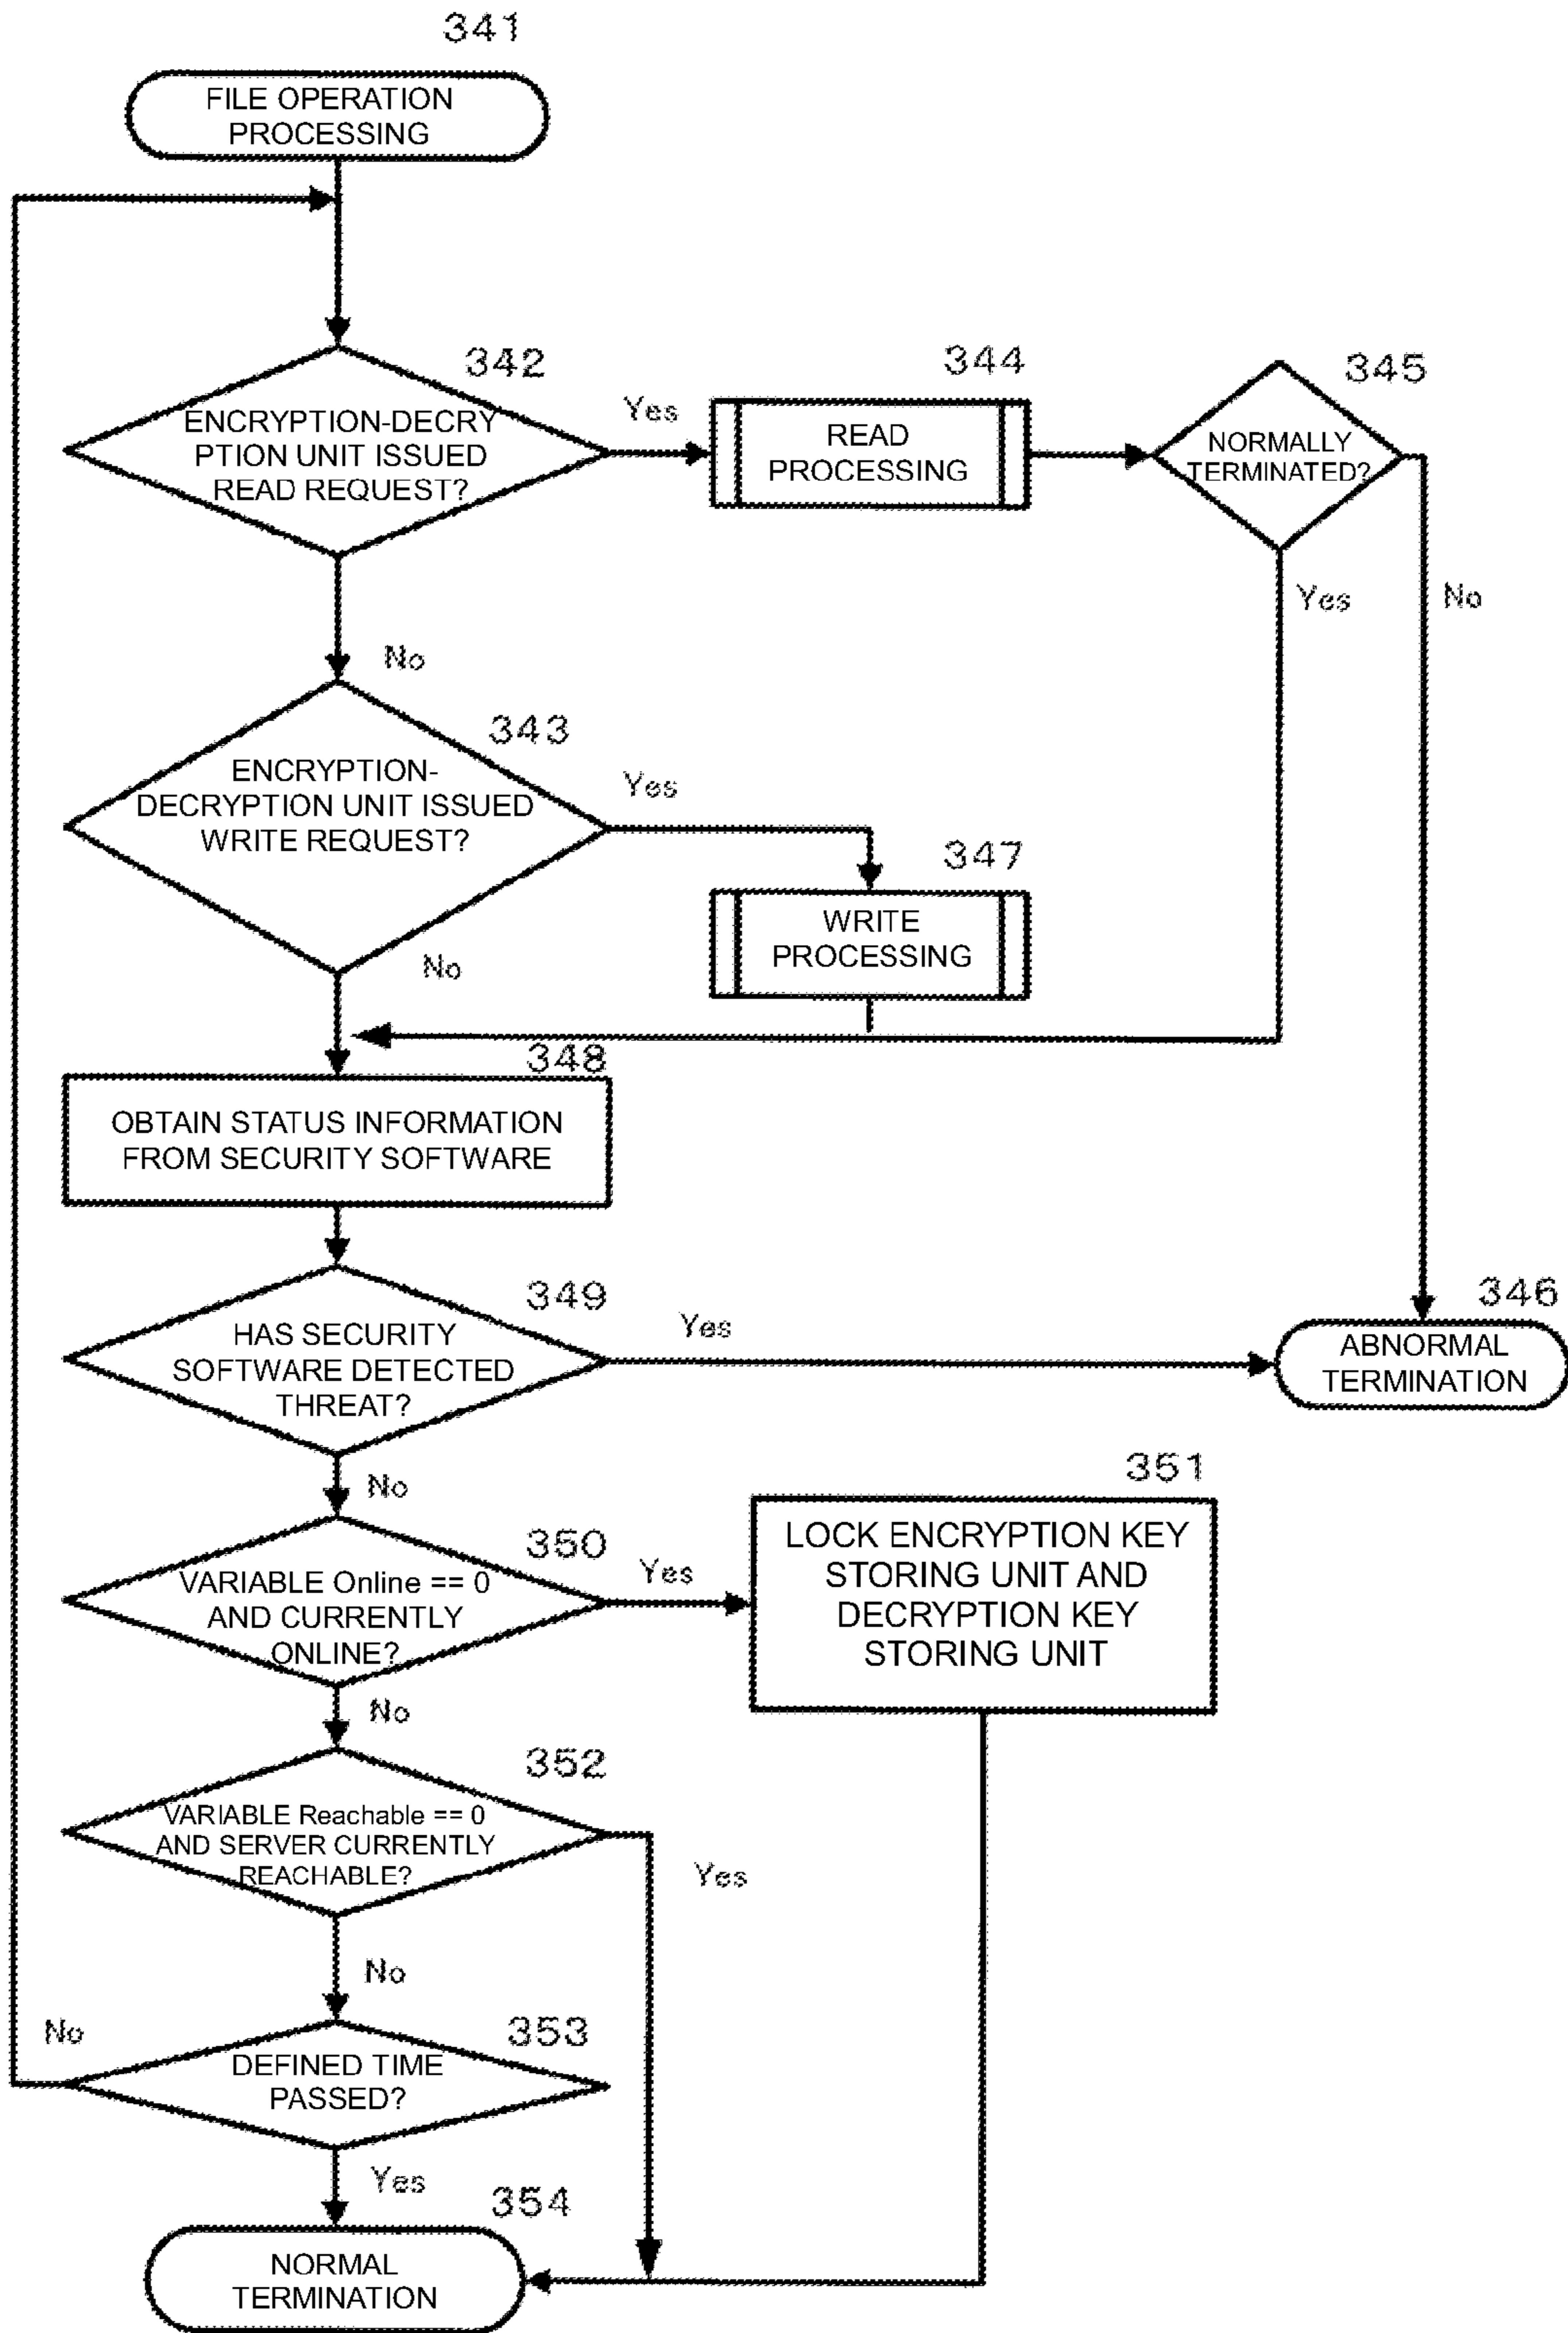 341
FILE OPERATION
PROCESSING
342
ENCRYPTION-DECRY
PTION UNIT ISSUED
READ REQUEST?
Yes
344
READ
PROCESSING
345
NORMALLY
TERMINATED?
Yes
No
No
343
ENCRYPTION-
DECRYPTION UNIT ISSUED
WRITE REQUEST?
Yes
347
WRITE
PROCESSING
No
348
OBTAIN STATUS INFORMATION
FROM SECURITY SOFTWARE
349
HAS SECURITY
SOFTWARE DETECTED
THREAT?
Yes
346
ABNORMAL
TERMINATION
No
350
VARIABLE Online == 0
AND CURRENTLY
ONLINE?
Yes
351
LOCK ENCRYPTION KEY
STORING UNIT AND
DECRYPTION KEY
STORING UNIT
No
352
VARIABLE Reachable == 0
AND SERVER CURRENTLY
REACHABLE?
Yes
No
No
353
DEFINED TIME
PASSED?
Yes
354
NORMAL
TERMINATION